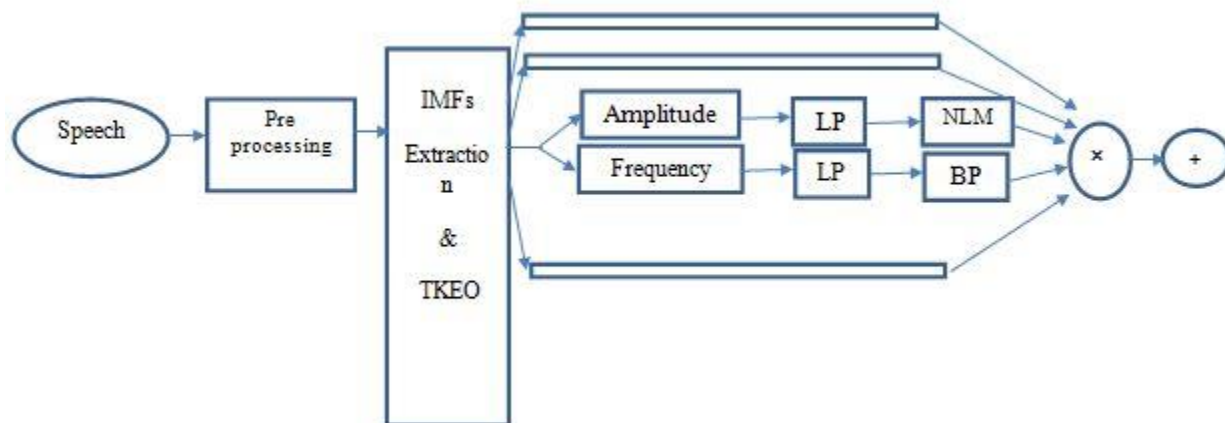 Speech
Pre
processing
IMFs
Extractio
n
&
TKEO
Amplitude
LP
NLM
Frequency
LP
BP
×
+